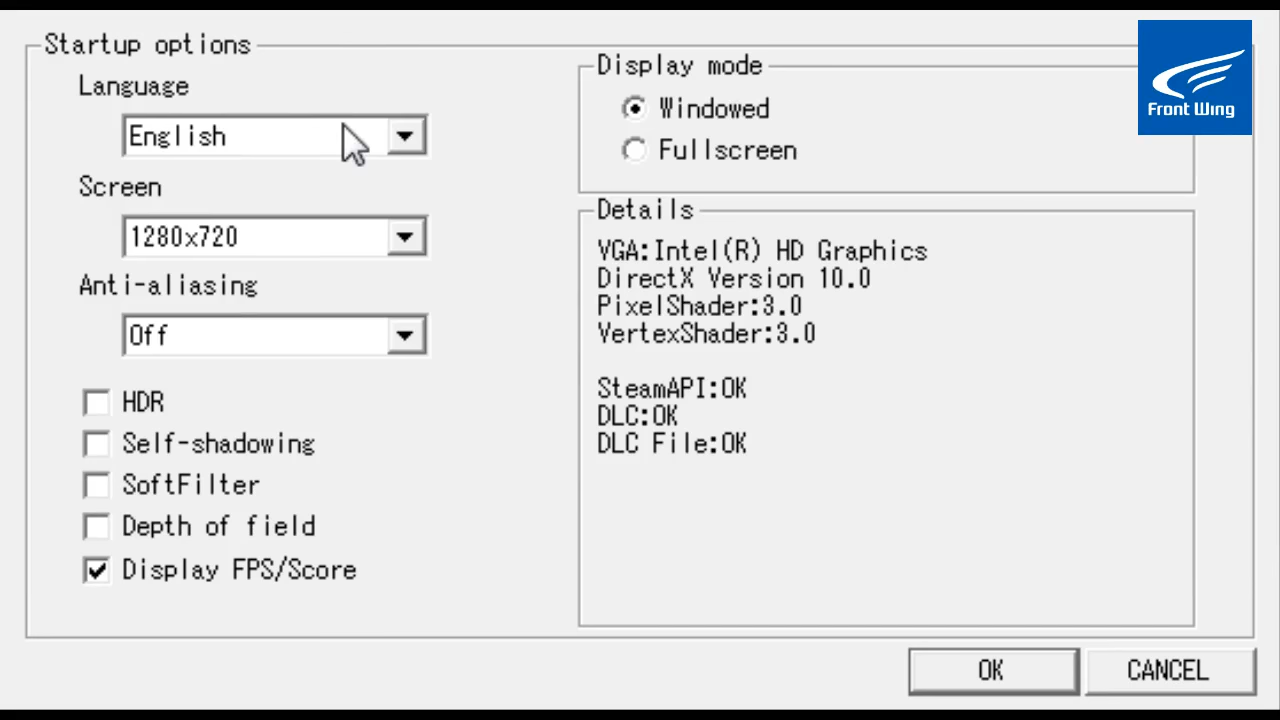 Startup options
Language
English
Screen
1280x720
Anti-aliasing
Off
HDR
Self-shadowing
SoftFilter
Depth of field
Display FPS/Score
Display mode
Windowed
Fullscreen
Details
VGA:Intel(R) HD Graphics
DirectX Version 10.0
PixelShader:3.0
VertexShader:3.0
SteamAPI:OK
DLC:OK
DLC File:OK
Front Wing
OK
CANCEL